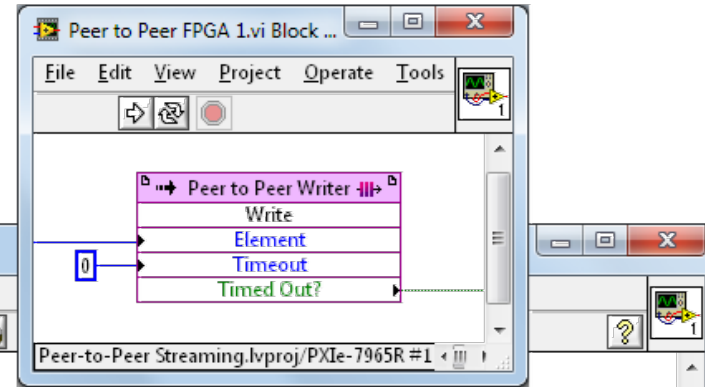 Peer to Peer FPGA 1.vi Block ...
File Edit View Project Operate Tools
1
Peer to Peer Writer
Write
Element
0 Timeout
Timed Out?
1
Peer-to-Peer Streaming.lvproj/PXIe-7965R #1